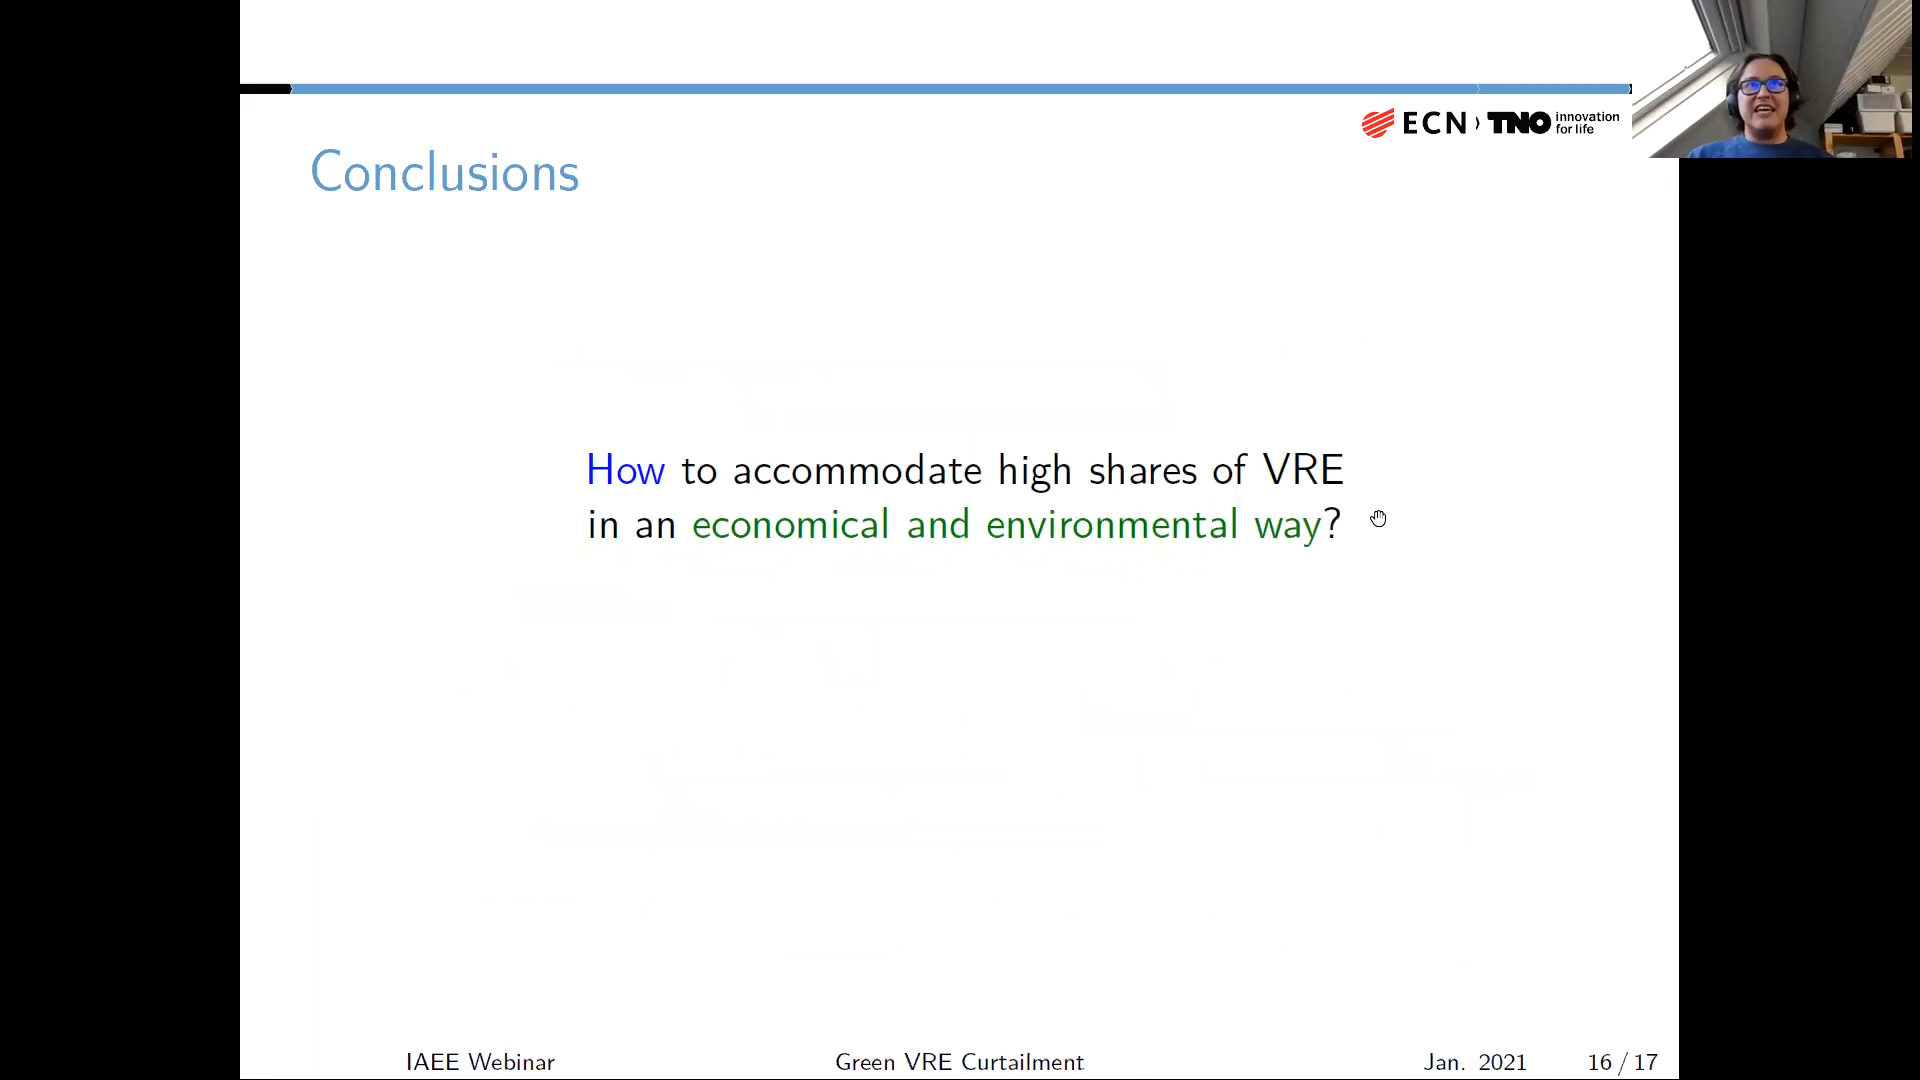 ECN › TNO innovation
for life
Conclusions
How to accommodate high shares of VRE
in an economical and environmental way?
IAEE Webinar Green VRE Curtailment Jan. 2021 16 / 17